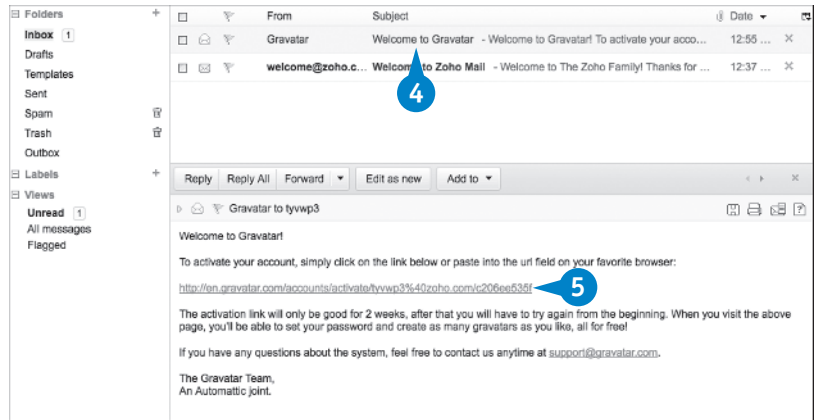 Folders +
Inbox 1
Drafts
Templates
Sent
Spam
Trash
Outbox
Labels +
Views
Unread 1
All messages
Flagged
From Subject Date
Gravatar Welcome to Gravatar - Welcome to Gravatar! To activate your acco... 12:55 ...
welcome@zoho.c... Welcome to Zoho Mail - Welcome to The Zoho Family! Thanks for ... 12:37 ...
4
Reply Reply All Forward Edit as new Add to
Gravatar to tyvwp3
Welcome to Gravatar!
To activate your account, simply click on the link below or paste into the url field on your favorite browser:
http://en.gravatar.com/accounts/activate/tyvwp3%40zoho.com/c206ee535f
5
The activation link will only be good for 2 weeks, after that you will have to try again from the beginning. When you visit the above
page, you'll be able to set your password and create as many gravatars as you like, all for free!
If you have any questions about the system, feel free to contact us anytime at support@gravatar.com.
The Gravatar Team,
An Automattic joint.